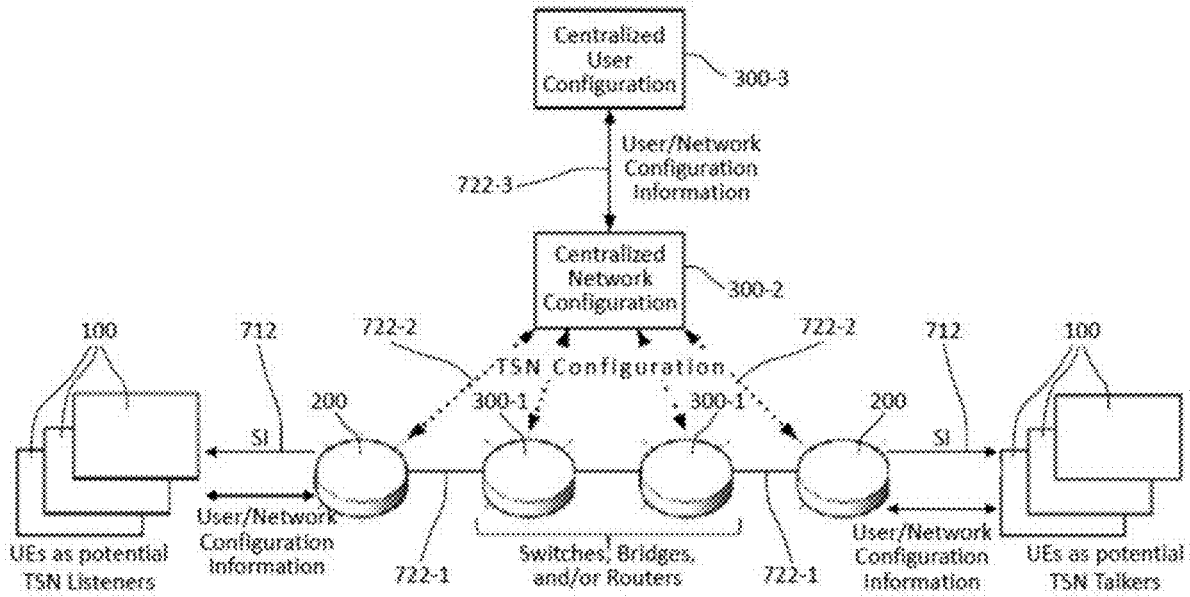 Centralized
User
Configuration
300-3
User/Network
Configuration
Information
722-3
Centralized
Network
Configuration
300-2
100
712
722-2
722-2
712
100
TSN Configuration
200
300-1
300-1
200
SI
SI
User/Network
Configuration
Information
722-1
Switches, Bridges,
and/or Routers
722-1
User/Network
Configuration
Information
UEs as potential
TSN Listeners
UEs as potential
TSN Talkers